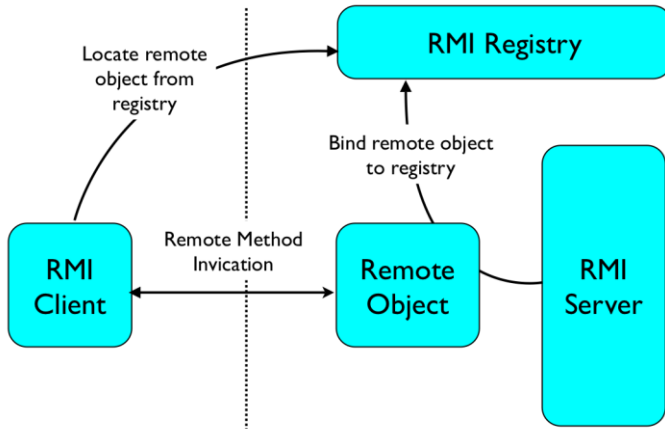 Locate remote
object from
registry
RMI Registry
Bind remote object
to registry
Remote Method
Invication
RMI
Client
Remote
Object
RMI
Server